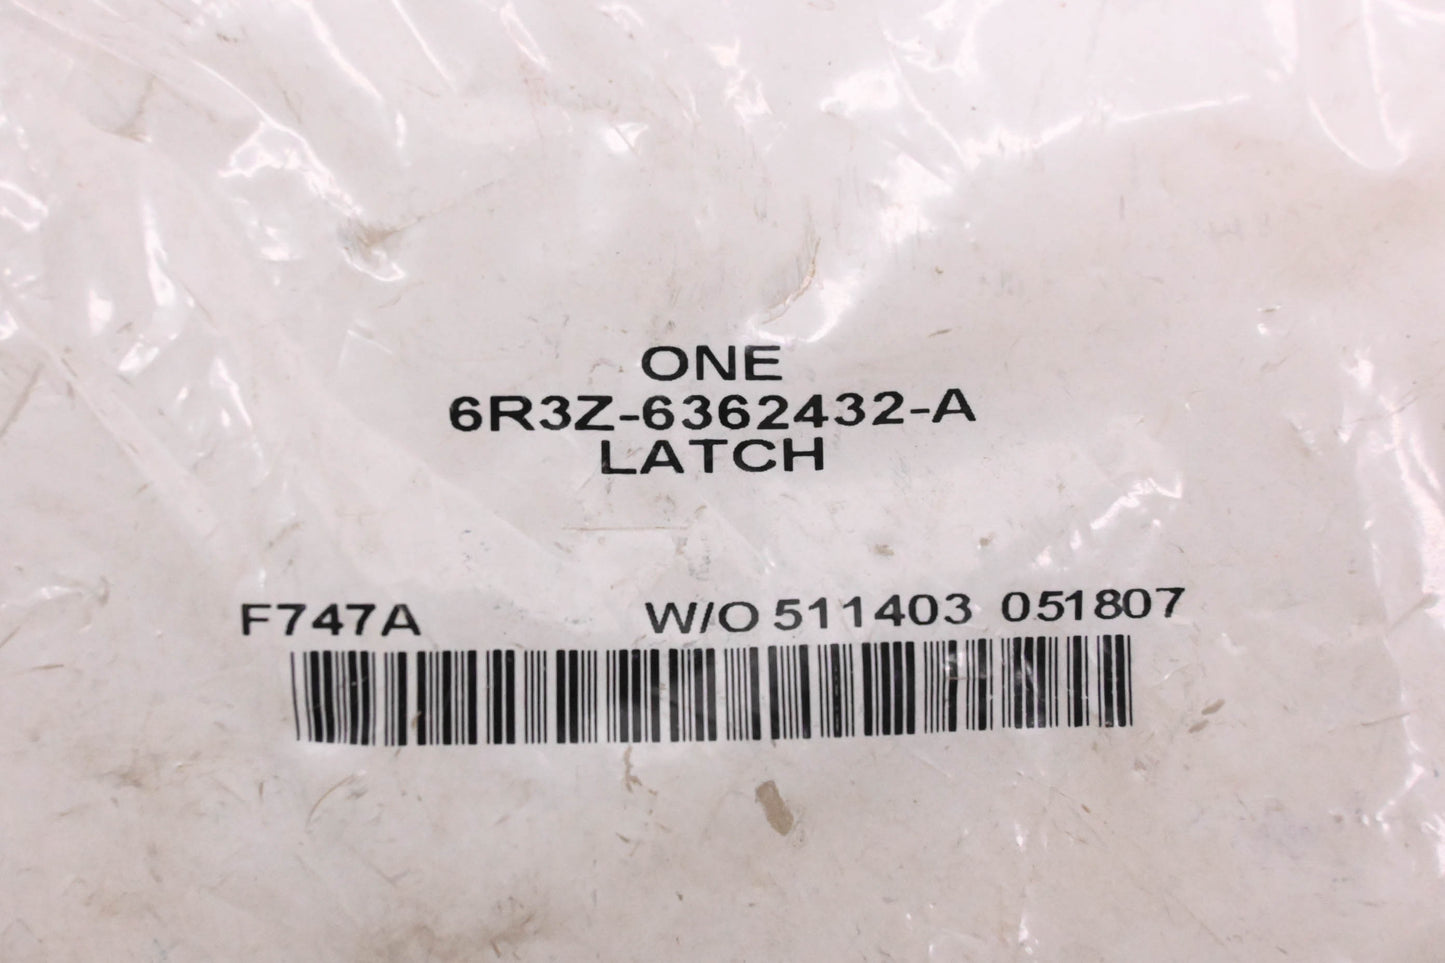 ONE
6R3Z-6362432-A
LATCH
F747A W/O 511403 051807